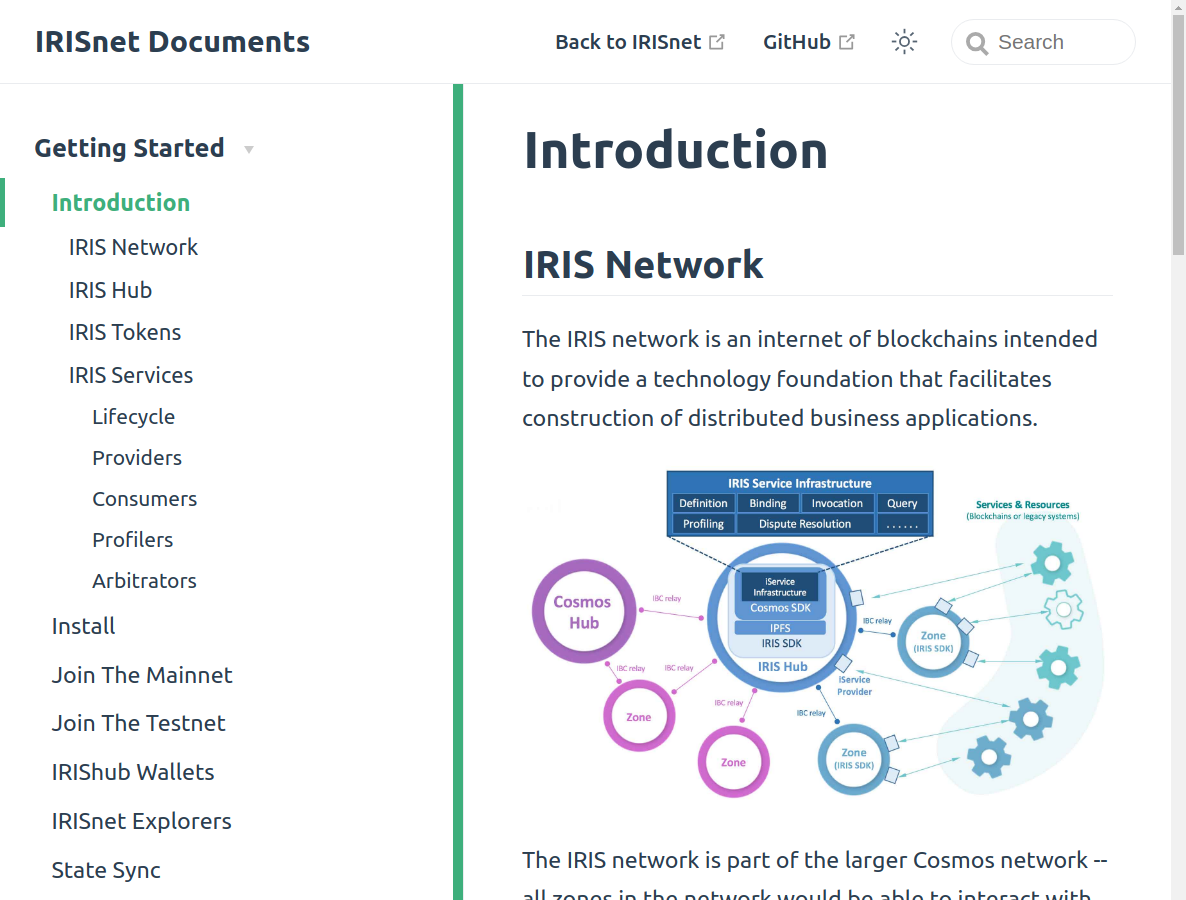 IRISnet Documents
Back to IRISnet
GitHub
Search
Getting Started
Introduction
IRIS Network
IRIS Hub
IRIS Tokens
IRIS Services
Lifecycle
Providers
Consumers
Profilers
Arbitrators
Install
Join The Mainnet
Join The Testnet
IRIShub Wallets
IRISnet Explorers
State Sync
Introduction
IRIS Network
The IRIS network is an internet of blockchains intended
to provide a technology foundation that facilitates
construction of distributed business applications.
IRIS Service Infrastructure
Definition Binding Invocation Query
Profiling Dispute Resolution . . . . . .
Services & Resources
(Blockchains or legacy systems)
iService
Infrastructure
Cosmos SDK
IPFS
IRIS SDK
IRIS Hub
Cosmos
Hub
IBC relay
IBC relay
IBC relay
IBC relay
IBC relay
IBC relay
iService
Provider
Zone
(IRIS SDK)
Zone
Zone
Zone
(IRIS SDK)
The IRIS network is part of the larger Cosmos network --
all zones in the network would be able to interact with